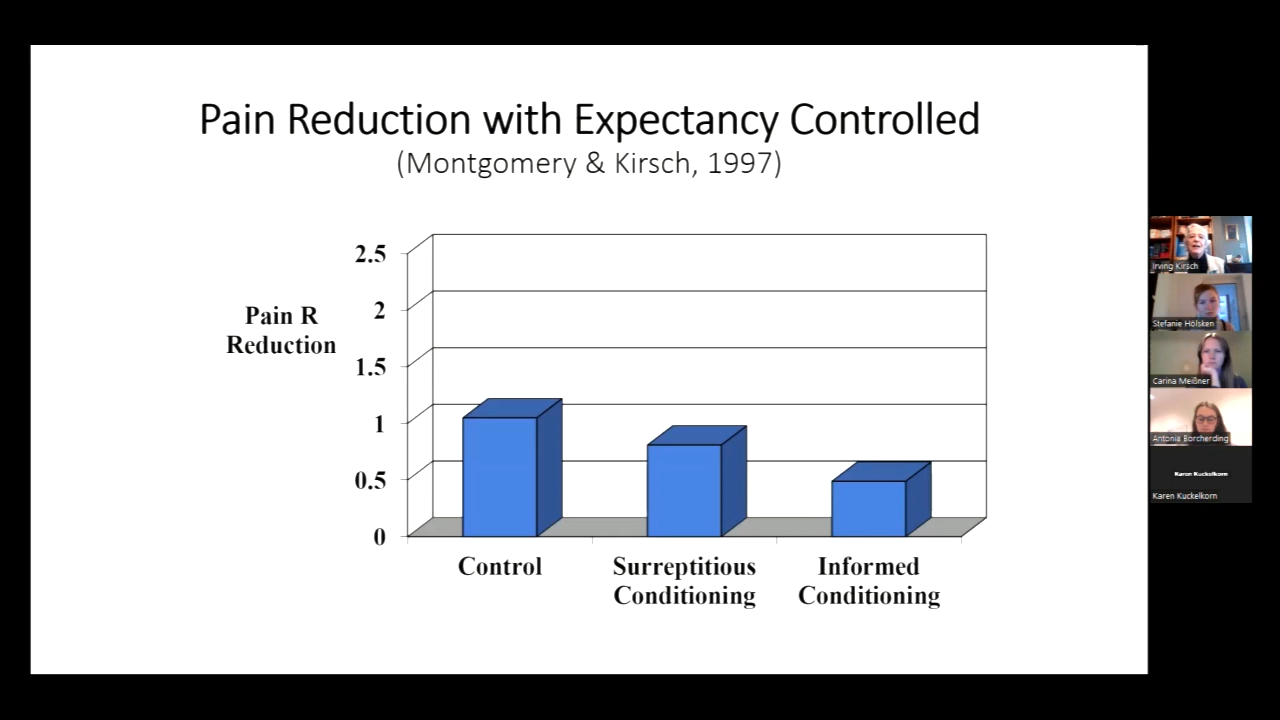 Pain Reduction with Expectancy Controlled
(Montgomery & Kirsch, 1997)
Pain R
Reduction
2.5
2
1.5
1
0.5
0
Control
Surreptitious
Conditioning
Informed
Conditioning
Irving Kirsch
Stefanie Hölsken
Carina Meißner
Antonia Borcherding
Karen Kuckelkorn
Karen Kuckelkorn